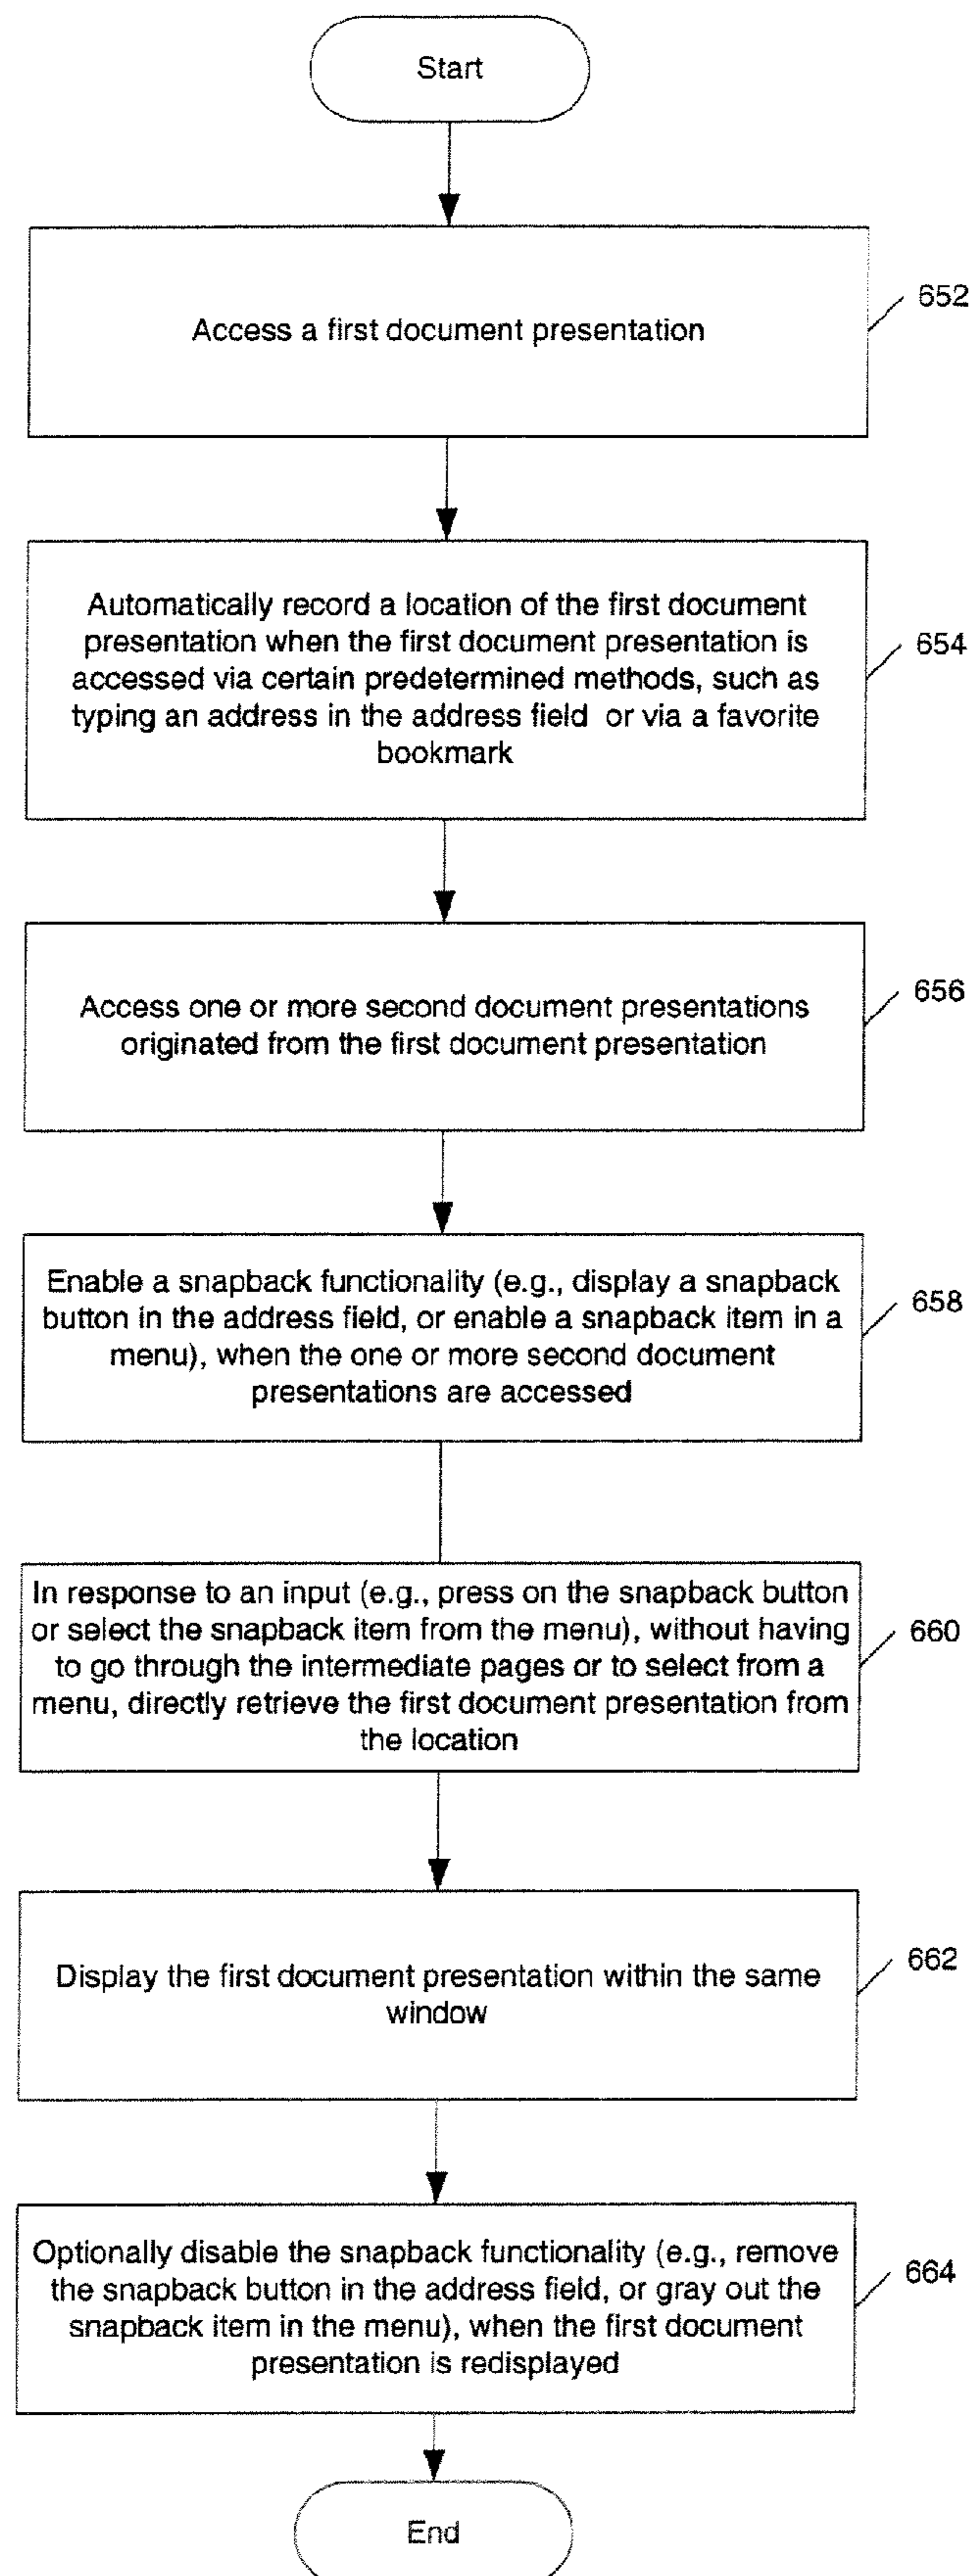 Start
Access a first document presentation
652
Automatically record a location of the first document
presentation when the first document presentation is
accessed via certain predetermined methods, such as
typing an address in the address field or via a favorite
bookmark
654
Access one or more second document presentations
originated from the first document presentation
656
Enable a snapback functionality (e.g., display a snapback
button in the address field, or enable a snapback item in a
menu), when the one or more second document
presentations are accessed
658
In response to an input (e.g., press on the snapback button
or select the snapback item from the menu), without having
to go through the intermediate pages or to select from a
menu, directly retrieve the first document presentation from
the location
660
Display the first document presentation within the same
window
662
Optionally disable the snapback functionality (e.g., remove
the snapback button in the address field, or gray out the
snapback item in the menu), when the first document
presentation is redisplayed
664
End